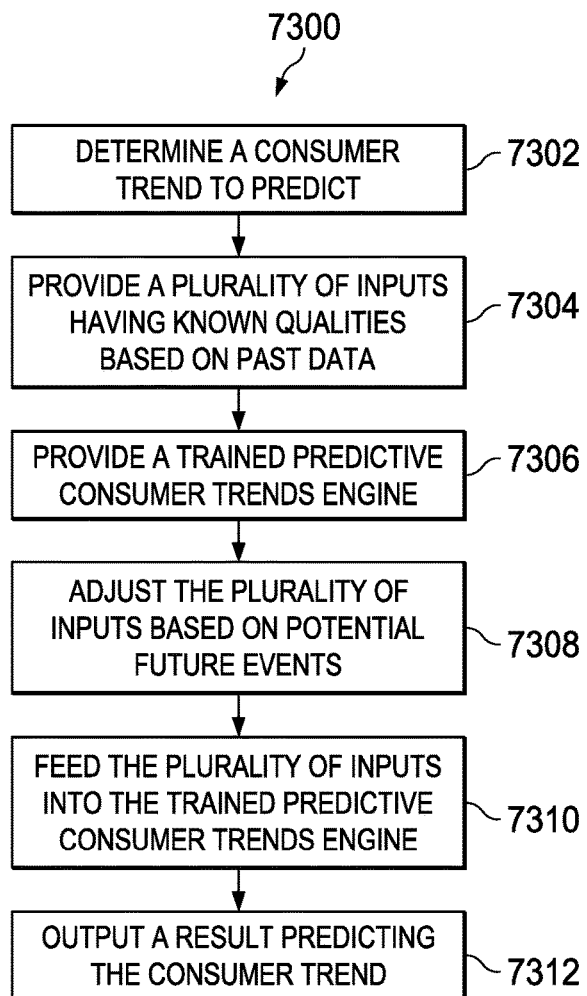 7300
DETERMINE A CONSUMER
TREND TO PREDICT
7302
PROVIDE A PLURALITY OF INPUTS
HAVING KNOWN QUALITIES
BASED ON PAST DATA
7304
PROVIDE A TRAINED PREDICTIVE
CONSUMER TRENDS ENGINE
7306
ADJUST THE PLURALITY OF
INPUTS BASED ON POTENTIAL
FUTURE EVENTS
7308
FEED THE PLURALITY OF INPUTS
INTO THE TRAINED PREDICTIVE
CONSUMER TRENDS ENGINE
7310
OUTPUT A RESULT PREDICTING
THE CONSUMER TREND
7312